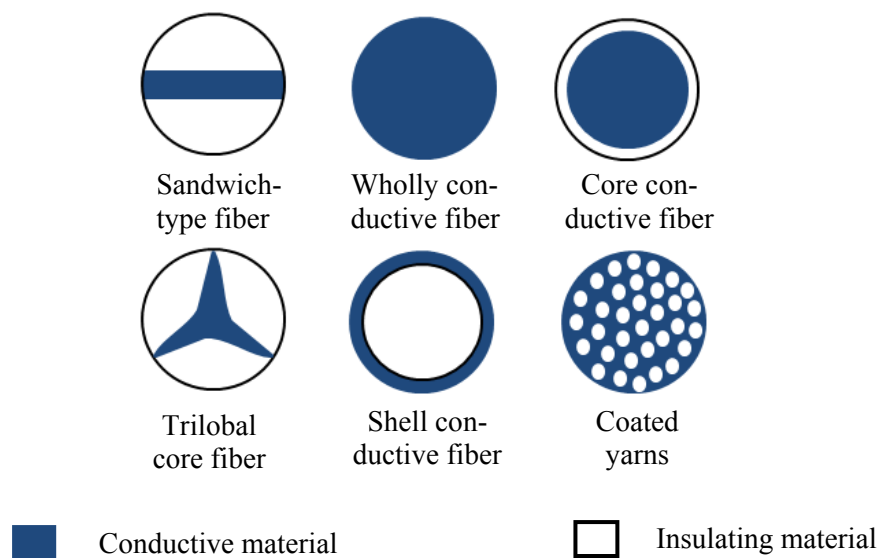 Sandwich-
type fiber
Wholly con-
ductive fiber
Core con-
ductive fiber
Trilobal
core fiber
Shell con-
ductive fiber
Coated
yarns
Conductive material
Insulating material